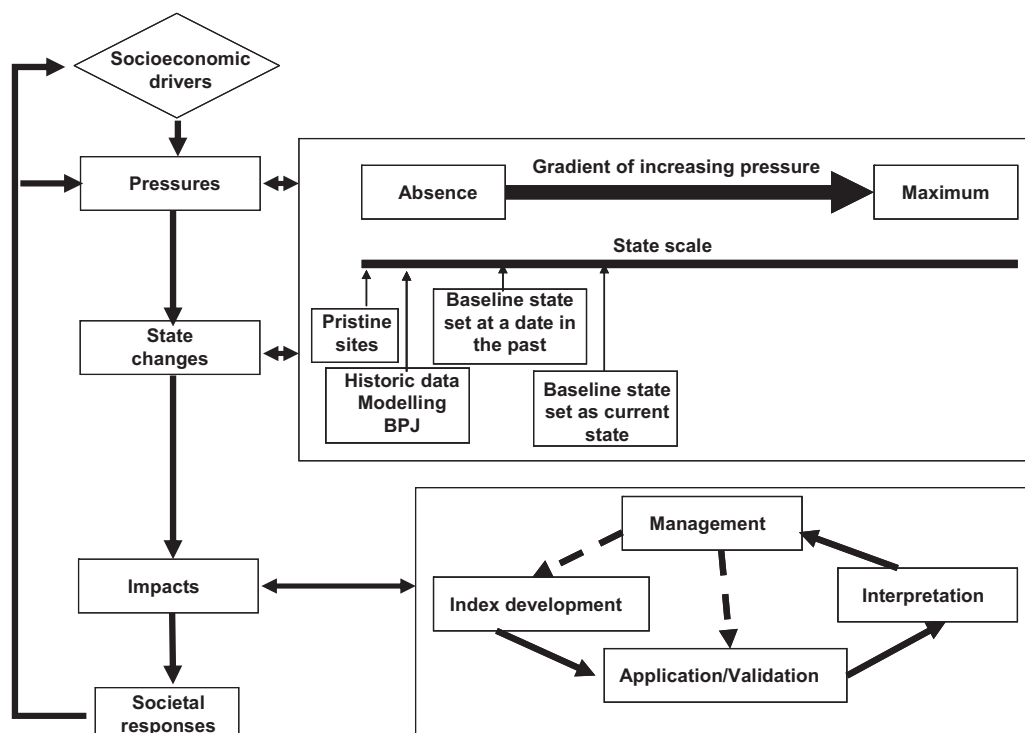 Socioeconomic
drivers
Pressures
State
changes
Impacts
Societal
responses
Gradient of increasing pressure
Absence
Maximum
State scale
Pristine
sites
Historic data
Modelling
BPJ
Baseline state
set at a date in
the past
Baseline state
set as current
state
Management
Index development
Interpretation
Application/Validation